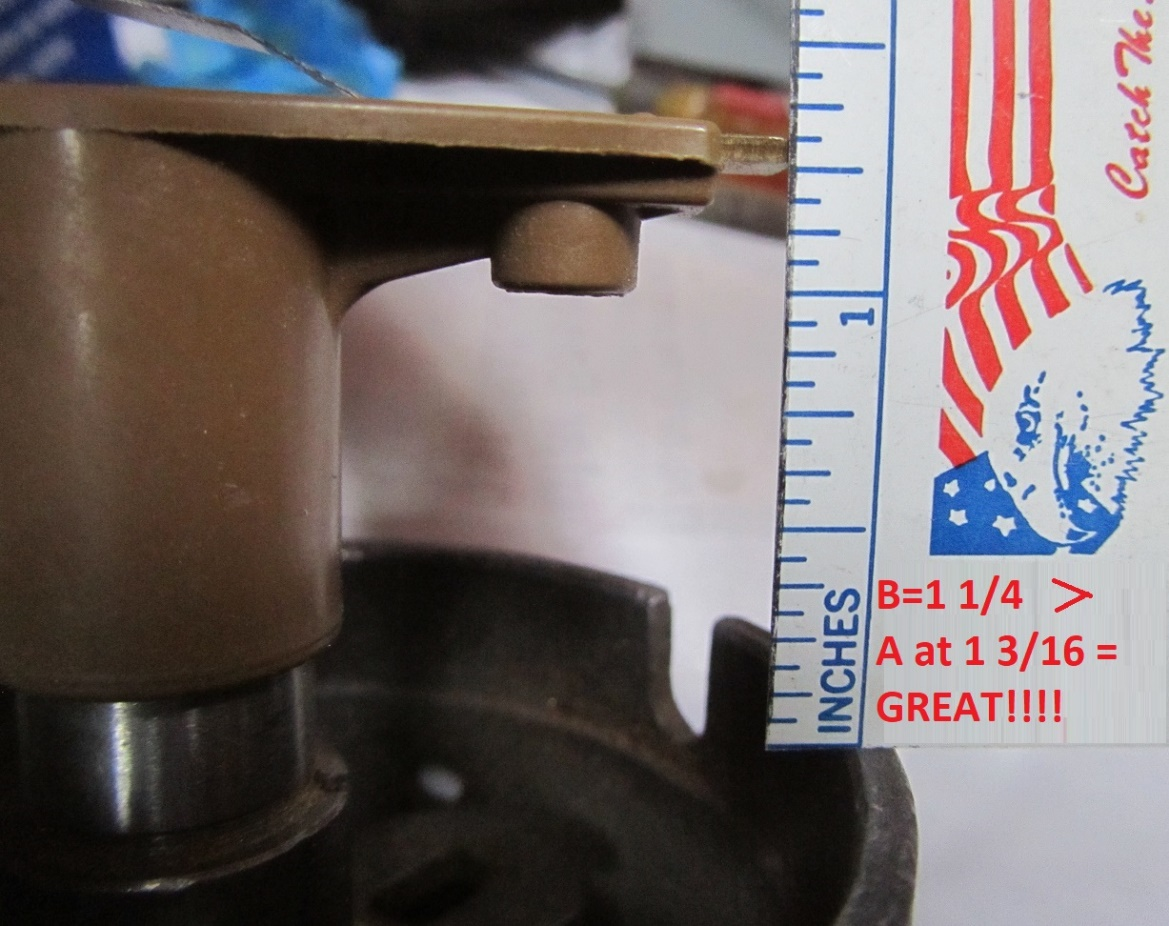 Catch The
1
INCHES
B=1 1/4 >
A at 1 3/16 =
GREAT!!!!